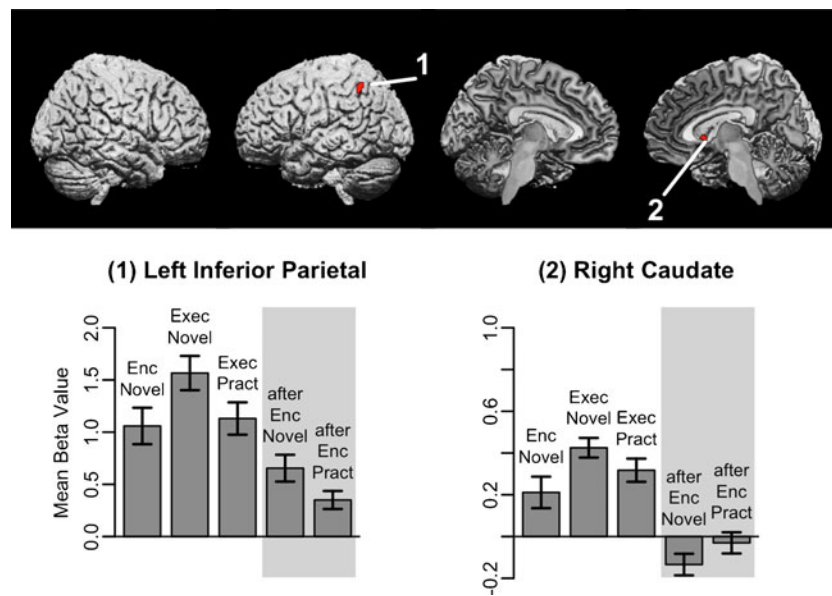 1
2
(1) Left Inferior Parietal
Mean Beta Value
2.0
1.5
1.0
0.5
0.0
Enc
Novel
Exec
Novel
Exec
Pract
after
Enc
Novel
after
Enc
Pract
(2) Right Caudate
1.0
0.6
0.2
-0.2
Enc
Novel
Exec
Novel
Exec
Pract
after
Enc
Novel
after
Enc
Pract